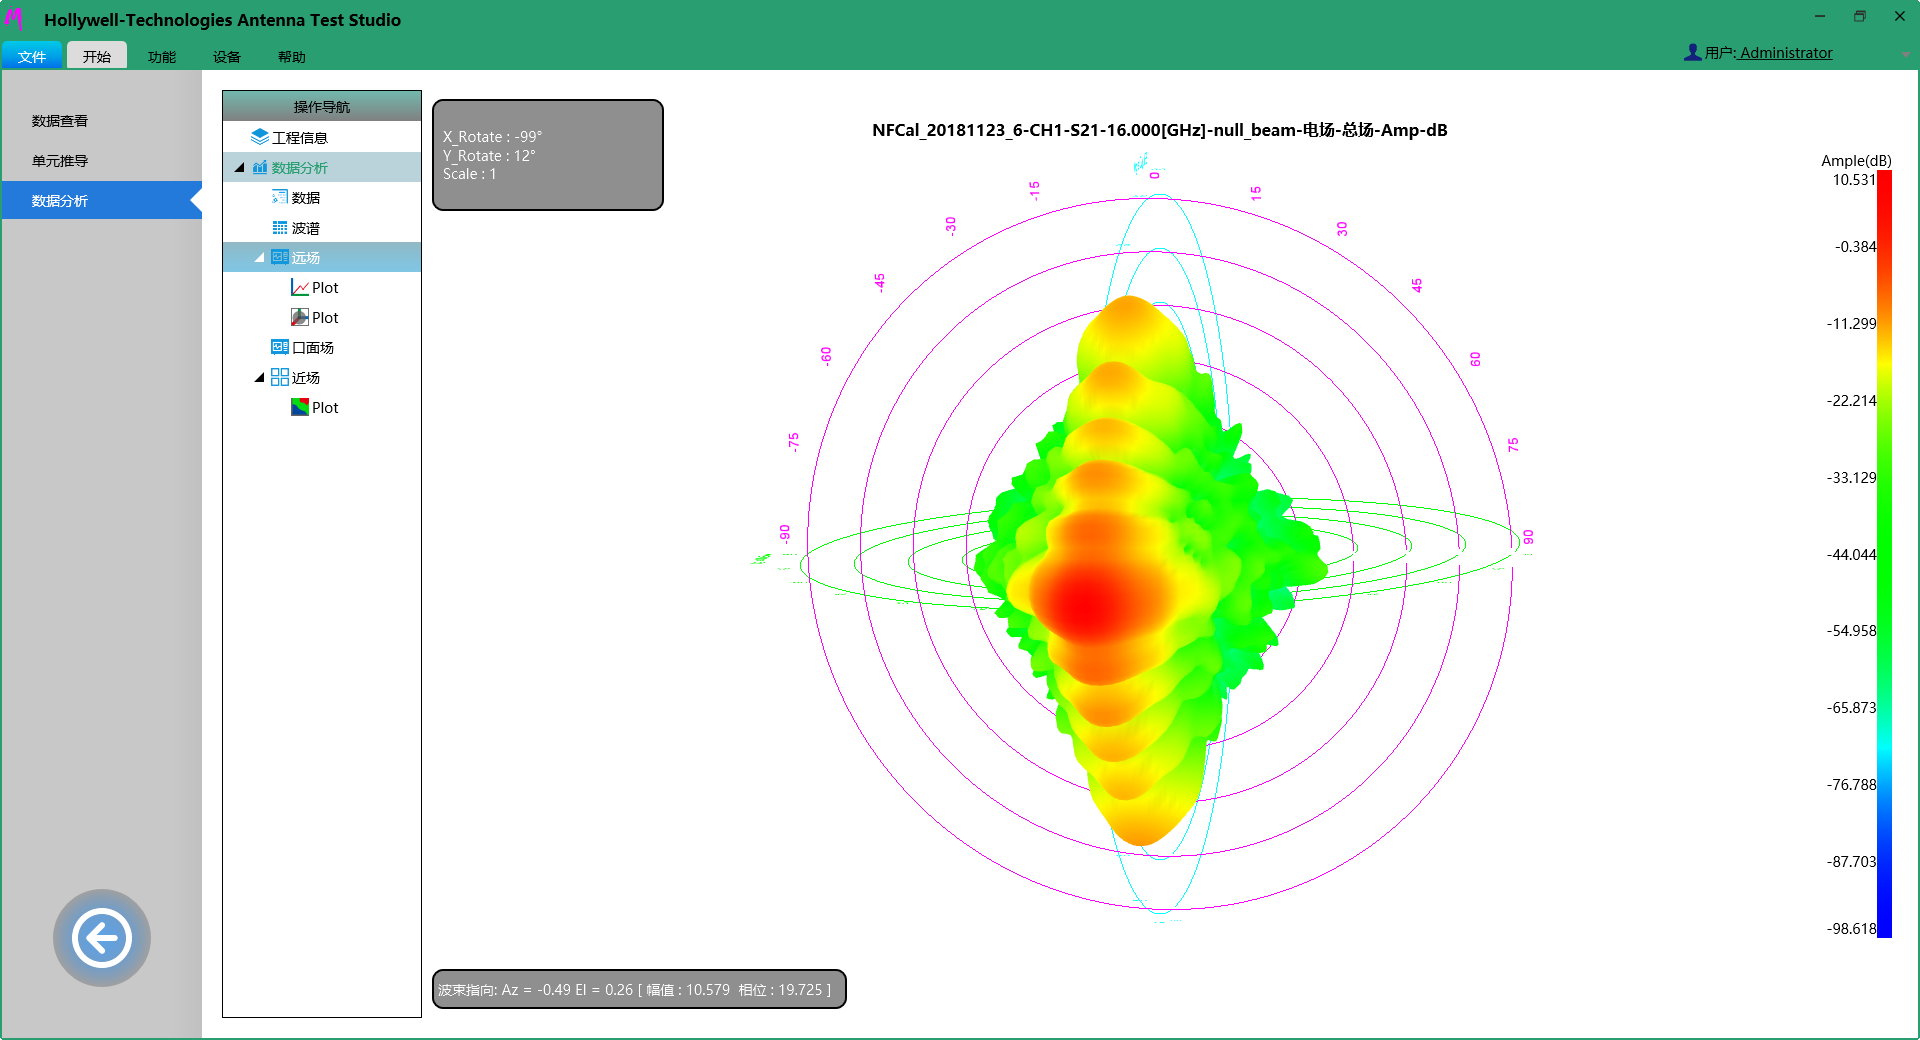 Hollywell-Technologies Antenna Test Studio
文件 开始 功能 设备 帮助
用户: Administrator
数据查看
单元推导
数据分析
操作导航
工程信息
数据分析
数据
波谱
远场
Plot
Plot
口面场
近场
Plot
X_Rotate : -99°
Y_Rotate : 12°
Scale : 1
NFCal_20181123_6-CH1-S21-16.000[GHz]-null_beam-电场-总场-Amp-dB
-90
-75
-60
-45
-30
-15
0
15
30
45
60
75
90
Ample(dB)
10.531
-0.384
-11.299
-22.214
-33.129
-44.044
-54.958
-65.873
-76.788
-87.703
-98.618
波束指向: Az = -0.49 El = 0.26 [ 幅值 : 10.579 相位 : 19.725 ]